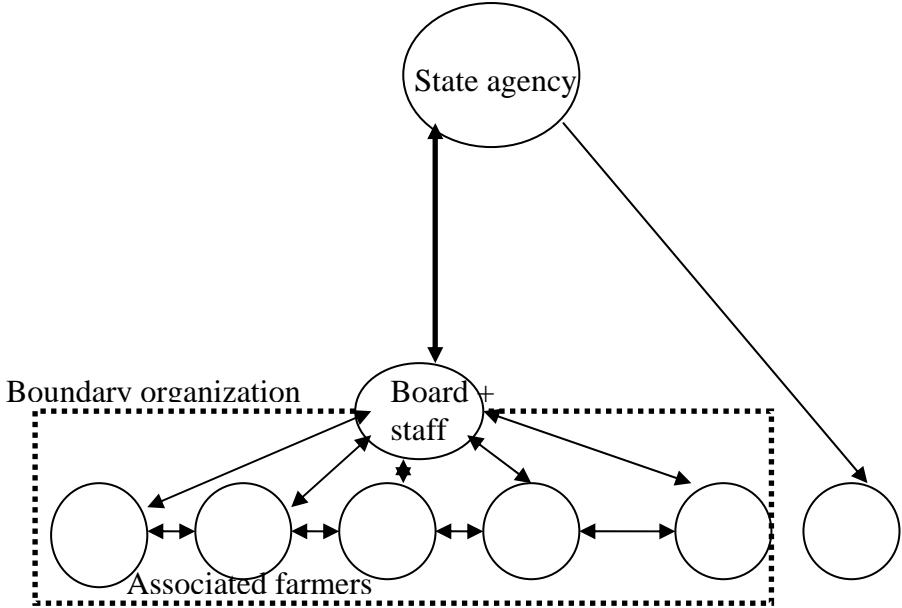 State agency
Boundary organization
Board +
staff
Associated farmers